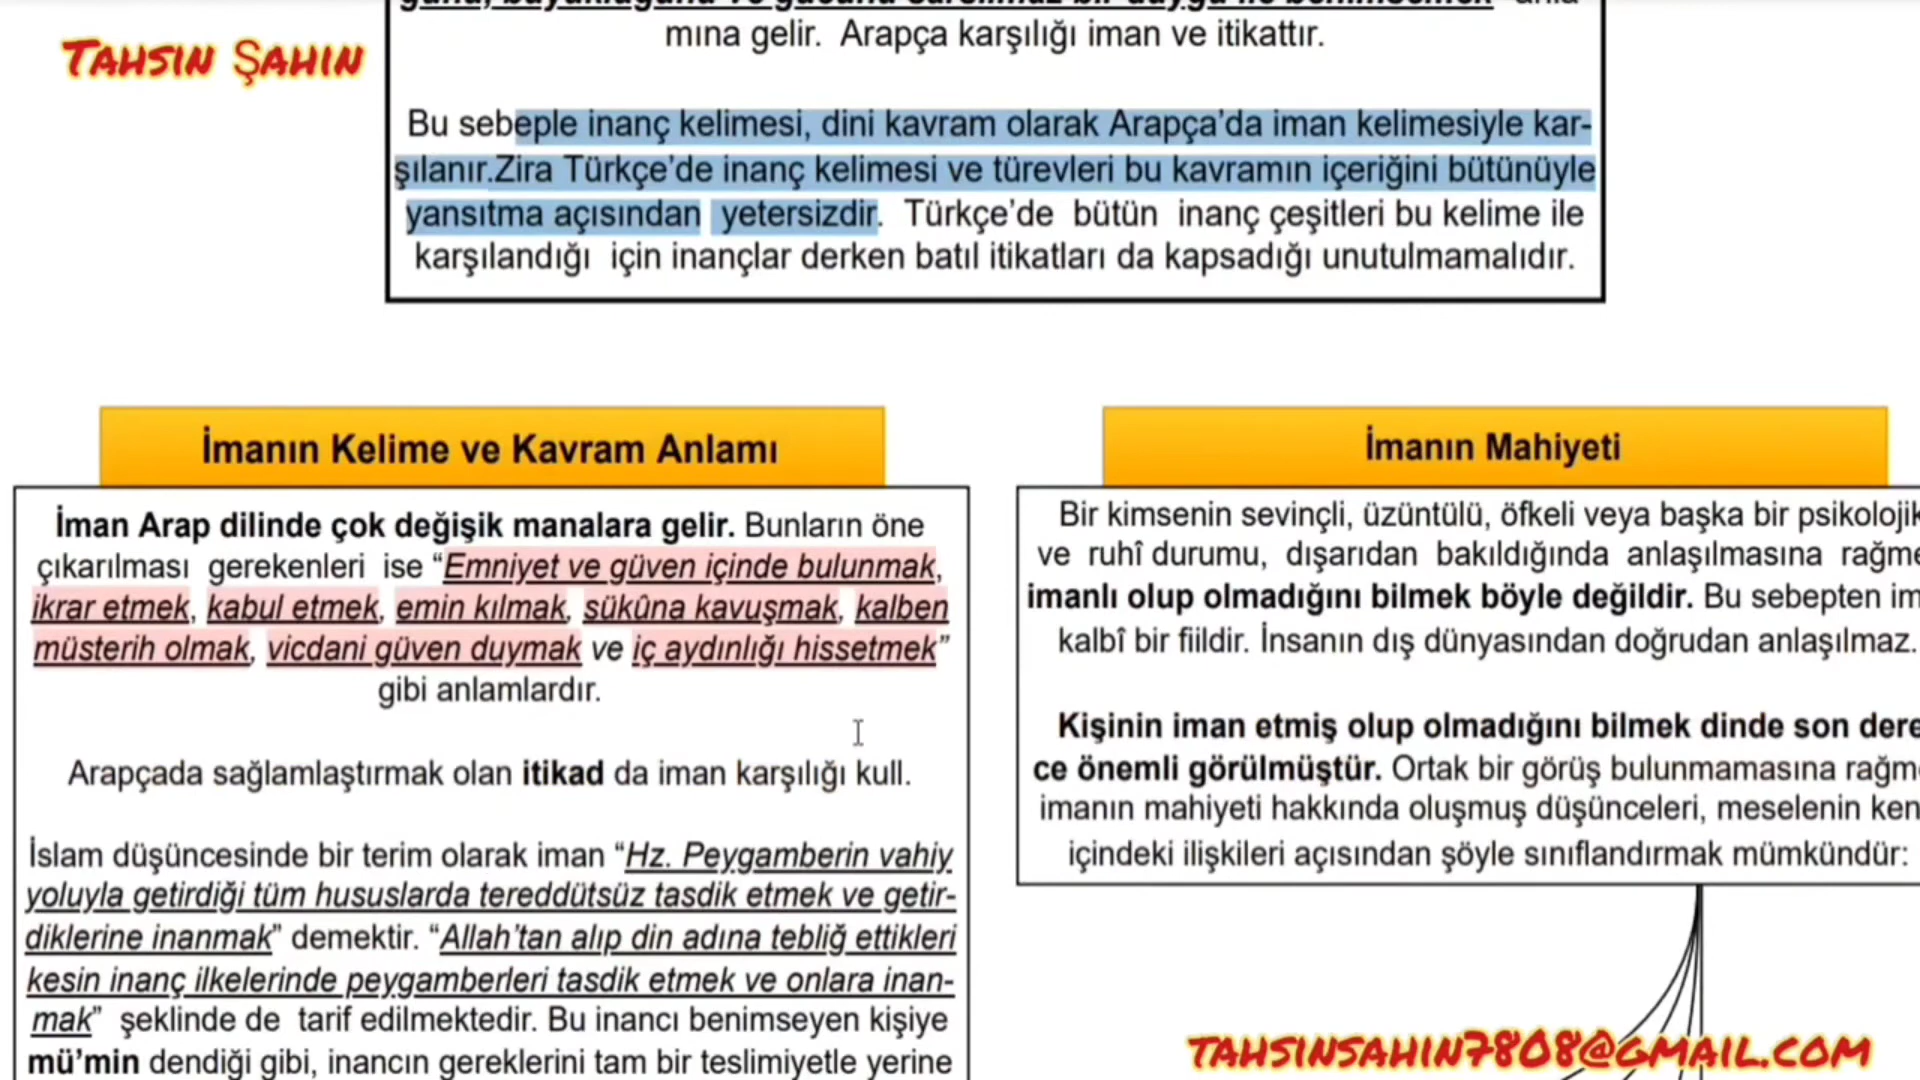 TAHSIN ŞAHIN
mına gelir. Arapça karşılığı iman ve itikattır.
Bu sebeple inanç kelimesi, dini kavram olarak Arapça’da iman kelimesiyle kar-
şılanır.Zira Türkçe’de inanç kelimesi ve türevleri bu kavramın içeriğini bütünüyle
yansıtma açısından yetersizdir. Türkçe’de bütün inanç çeşitleri bu kelime ile
karşılandığı için inançlar derken batıl itikatları da kapsadığı unutulmamalıdır.
İmanın Kelime ve Kavram Anlamı
İman Arap dilinde çok değişik manalara gelir. Bunların öne
çıkarılması gerekenleri ise “Emniyet ve güven içinde bulunmak,
ikrar etmek, kabul etmek, emin kılmak, sükûna kavuşmak, kalben
müsterih olmak, vicdani güven duymak ve iç aydınlığı hissetmek”
gibi anlamlardır.
Arapçada sağlamlaştırmak olan itikad da iman karşılığı kull.
İslam düşüncesinde bir terim olarak iman “Hz. Peygamberin vahiy
yoluyla getirdiği tüm hususlarda tereddütsüz tasdik etmek ve getir-
diklerine inanmak” demektir. “Allah’tan alıp din adına tebliğ ettikleri
kesin inanç ilkelerinde peygamberleri tasdik etmek ve onlara inan-
mak” şeklinde de tarif edilmektedir. Bu inancı benimseyen kişiye
mü’min dendiği gibi, inancın gereklerini tam bir teslimiyetle yerine
İmanın Mahiyeti
Bir kimsenin sevinçli, üzüntülü, öfkeli veya başka bir psikolojik
ve ruhî durumu, dışarıdan bakıldığında anlaşılmasına
imanlı olup olmadığını bilmek böyle değildir. Bu sebepten
kalbî bir fiildir. İnsanın dış dünyasından doğrudan anlaşılmaz.
Kişinin iman etmiş olup olmadığını bilmek dinde son dere
ce önemli görülmüştür. Ortak bir görüş bulunmamasına
imanın mahiyeti hakkında oluşmuş düşünceleri, meselenin
içindeki ilişkileri açısından şöyle sınıflandırmak mümkündür:
TAHSINSAHIN7808@GMAIL.COM